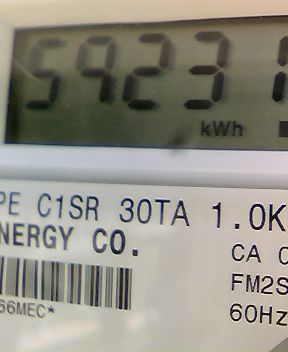 59231
kWh
PE C1SR 30TA 1.0K
NERGY CO.
CA
FM2S
66MEC*
60Hz